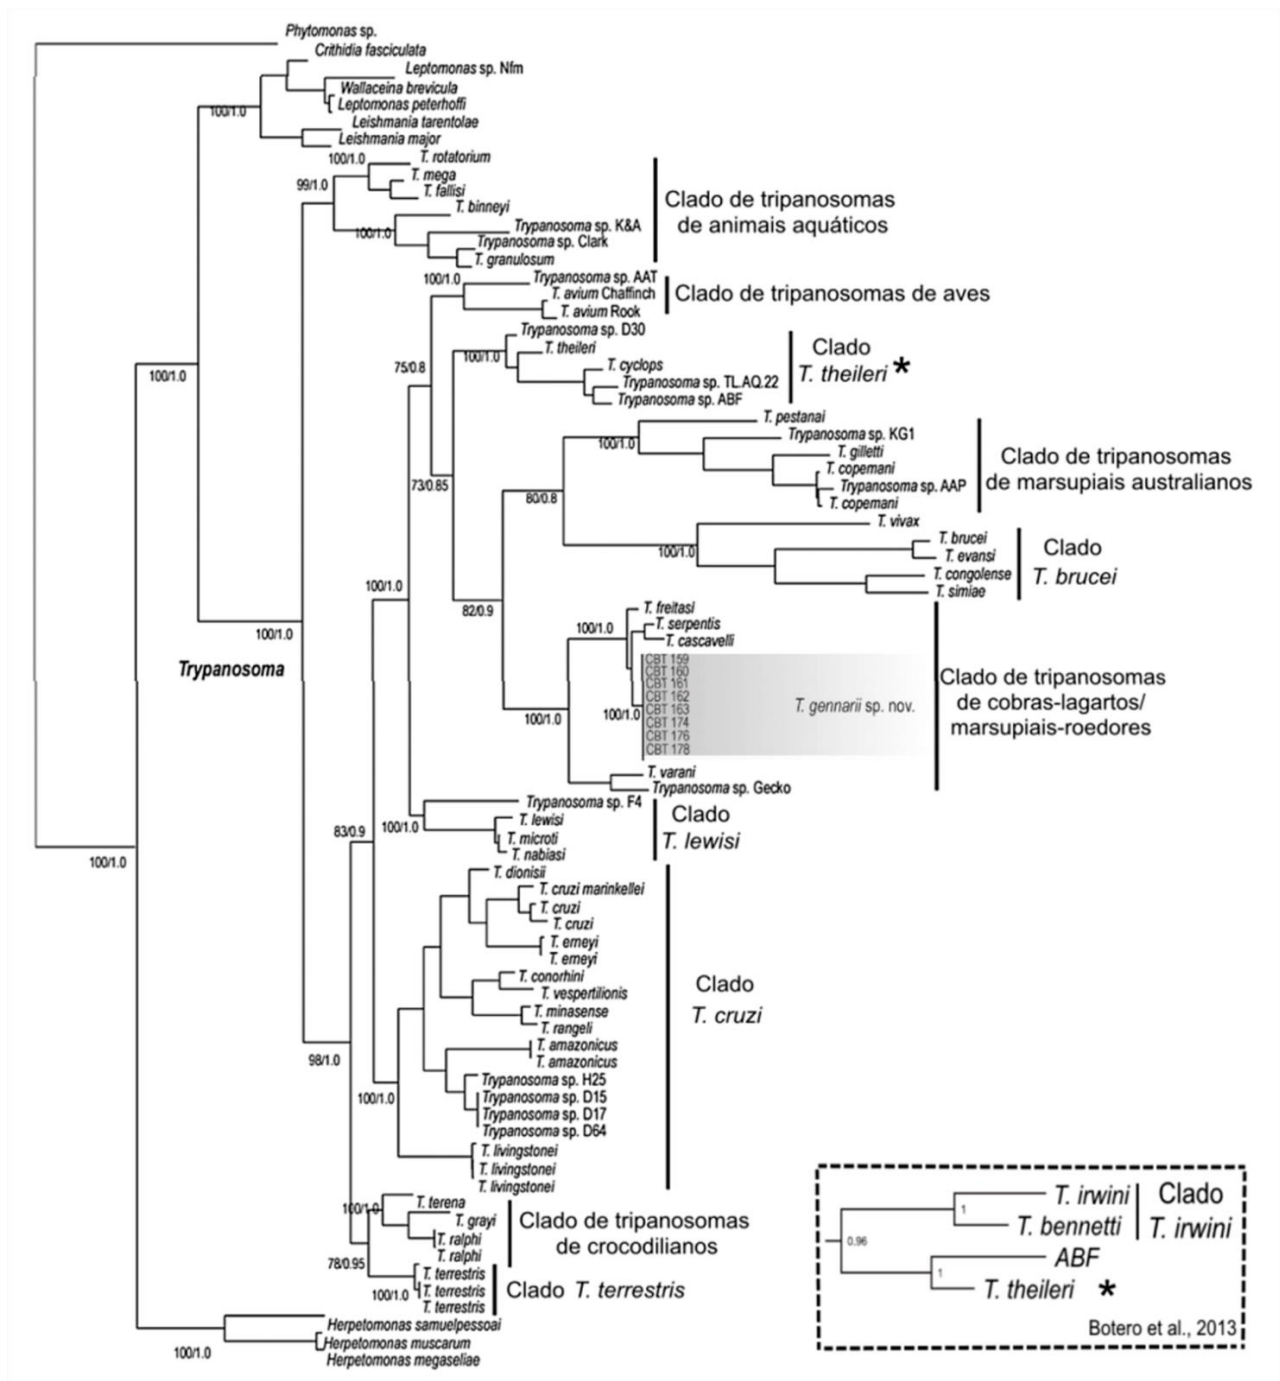 Phytomonas sp.
Crithidia fasciculata
Leptomonas sp. Nfm
Wallaceina brevicula
Leptomonas peterhoffi
100/1.0
Leishmania tarentolae
Leishmania major
100/1.0
T. rotatorium
T. mega
99/1.0
T. fallisi
T. binneyi
Trypanosoma sp. K&A
100/1.0
Trypanosoma sp. Clark
T. granulosum
Clado de tripanosomas
de animais aquáticos
100/1.0
Trypanosoma sp. AAT
T. avium Chaffinch
T. avium Rook
Clado de tripanosomas de aves
Trypanosoma sp. D30
100/1.0
T. theileri
T. cyclops
Trypanosoma sp. TL.AQ.22
Trypanosoma sp. ABF
Clado
T. theileri *
75/0.8
100/1.0
T. pestanai
Trypanosoma sp. KG1
100/1.0
T. gilletti
T. copemani
Trypanosoma sp. AAP
T. copemani
Clado de tripanosomas
de marsupiais australianos
73/0.85
80/0.8
T. vivax
T. brucei
100/1.0
T. evansi
T. congolense
T. simiae
Clado
T. brucei
100/1.0
82/0.9
T. freitasi
100/1.0
T. serpentis
T. cascavelli
100/1.0
Trypanosoma
CBT 159
CBT 160
CBT 161
CBT 162
CBT 163
CBT 174
CBT 176
CBT 178
100/1.0
T. gennarii sp. nov.
100/1.0
T. varani
Trypanosoma sp. Gecko
Clado de tripanosomas
de cobras-lagartos/
marsupiais-roedores
Trypanosoma sp. F4
T. lewisi
100/1.0
83/0.9
T. microti
T. nabiasi
Clado
T. lewisi
100/1.0
T. dionisii
T. cruzi marinkellei
T. cruzi
T. cruzi
T. erneyi
T. erneyi
T. conorhini
T. vespertilionis
T. minasense
T. rangeli
T. amazonicus
T. amazonicus
Trypanosoma sp. H25
Trypanosoma sp. D15
Trypanosoma sp. D17
Trypanosoma sp. D64
T. livingstonei
T. livingstonei
T. livingstonei
Clado
T. cruzi
98/1.0
100/1.0
T. terena
100/1.0
T. grayi
T. ralphi
T. ralphi
Clado de tripanosomas
de crocodilianos
78/0.95
T. terrestris
T. terrestris
T. terrestris
100/1.0
Clado T. terrestris
Herpetomonas samuelpessoai
Herpetomonas muscarum
Herpetomonas megaseliae
100/1.0
T. irwini
1
T. bennetti
Clado
T. irwini
0.96
ABF
1
T. theileri *
Botero et al., 2013